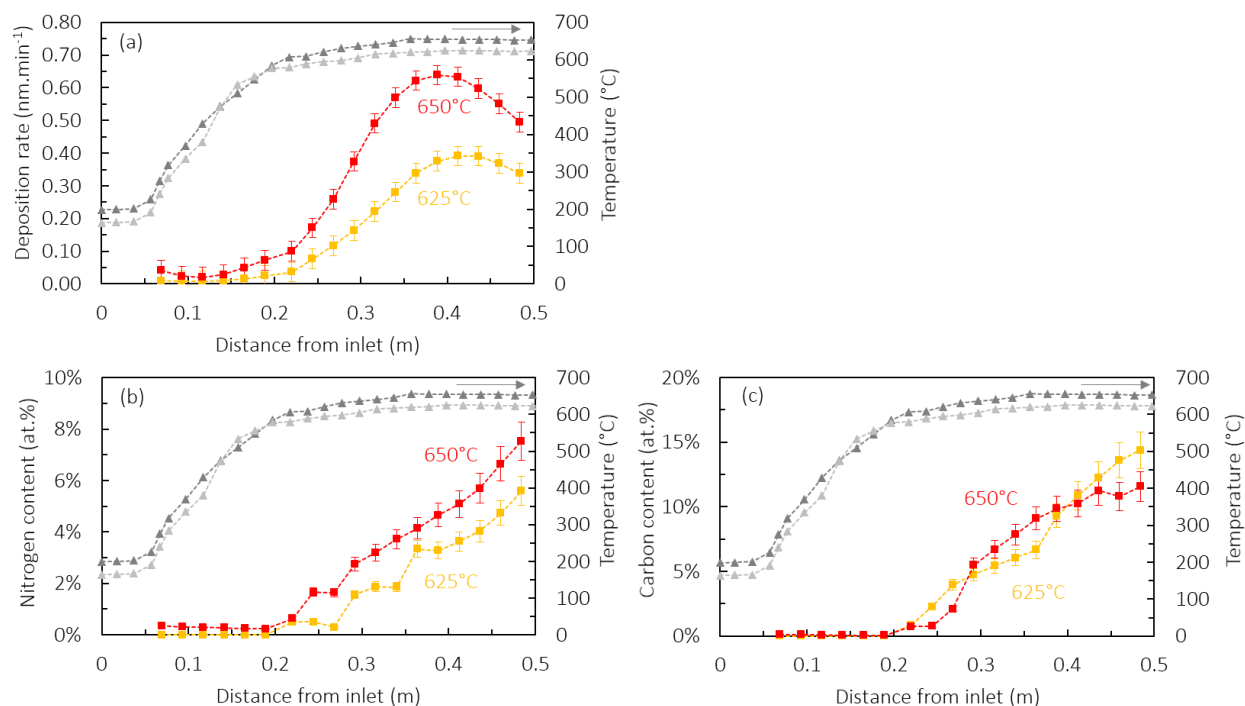 (a)
Deposition rate (nm.min⁻¹)
0.80
0.70
0.60
0.50
0.40
0.30
0.20
0.10
0.00
700
600
500
400
300
200
100
0
Temperature (°C)
650°C
625°C
0 0.1 0.2 0.3 0.4 0.5
Distance from inlet (m)
(b)
Nitrogen content (at.%)
10%
8%
6%
4%
2%
0%
700
600
500
400
300
200
100
0
Temperature (°C)
650°C
625°C
0 0.1 0.2 0.3 0.4 0.5
Distance from inlet (m)
(c)
Carbon content (at.%)
20%
15%
10%
5%
0%
700
600
500
400
300
200
100
0
Temperature (°C)
650°C
625°C
0 0.1 0.2 0.3 0.4 0.5
Distance from inlet (m)